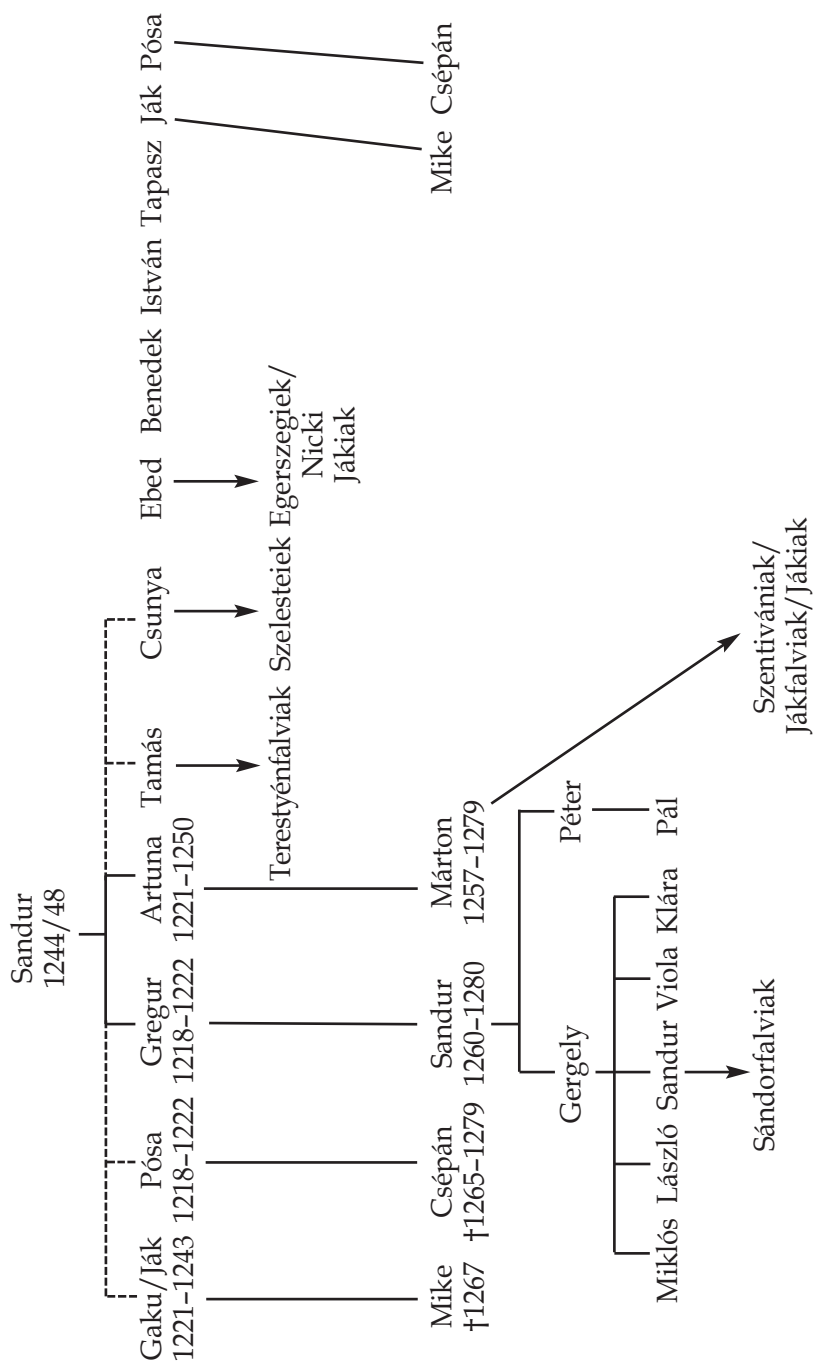 Sandur
1244/48
Gaku/Ják Pósa Gregur Artuna Tamás Csunya Ebed Benedek István Tapasz Ják Pósa
1221–1243 1218–1222 1218–1222 1221–1250
Terestyénfalviak Szelesteiek Egerszegiek/
Nicki
Jákiak
Mike Csépán Sandur Márton Mike Csépán
†1267 †1265–1279 1260–1280 1257–1279
Gergely Péter
Miklós László Sandur Viola Klára Pál
Sándorfalviak
Szentivániak/
Jákfalviak/Jákiak